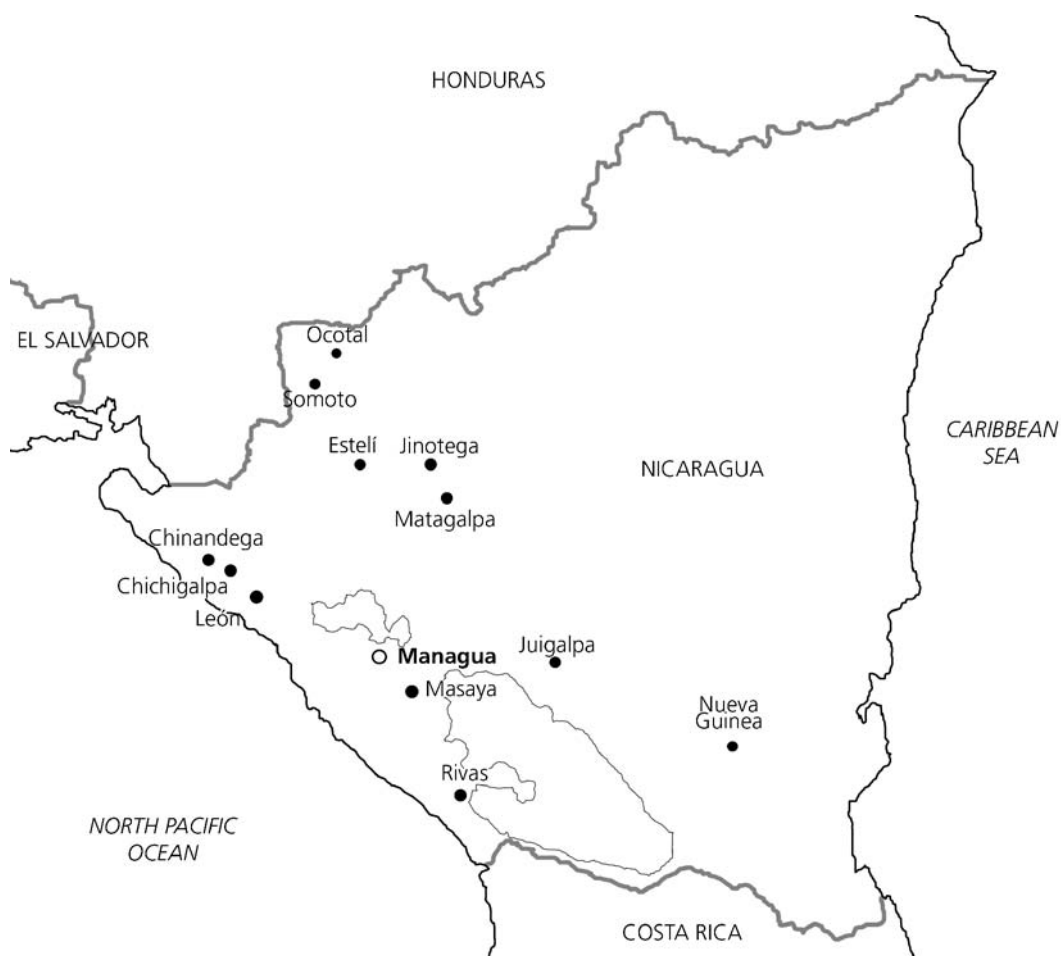 HONDURAS
Ocotal
EL SALVADOR
Somoto
CARIBBEAN
SEA
Estelí
Jinotega
NICARAGUA
Matagalpa
Chinandega
Chichigalpa
León
Managua
Juigalpa
Masaya
Nueva
Guinea
Rivas
NORTH PACIFIC
OCEAN
COSTA RICA